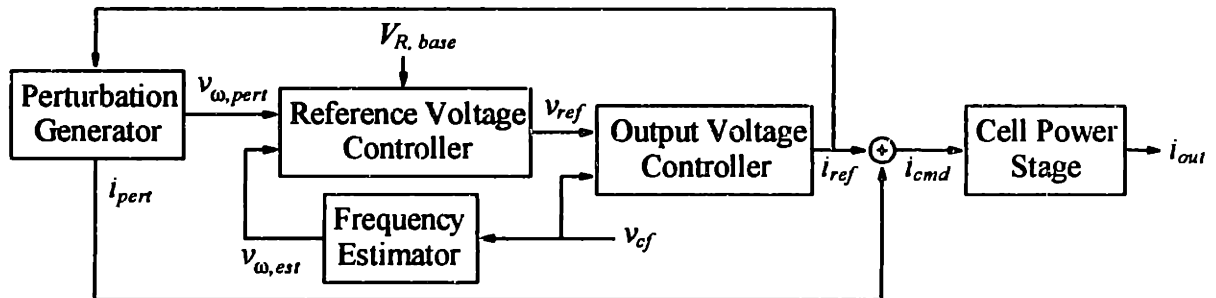 V_{R, base}
Perturbation
Generator
v_{ω,pert}
Reference Voltage
Controller
v_{ref}
Output Voltage
Controller
i_{ref}
+
i_{cmd}
Cell Power
Stage
i_{out}
i_{pert}
v_{ω,est}
Frequency
Estimator
v_{cf}